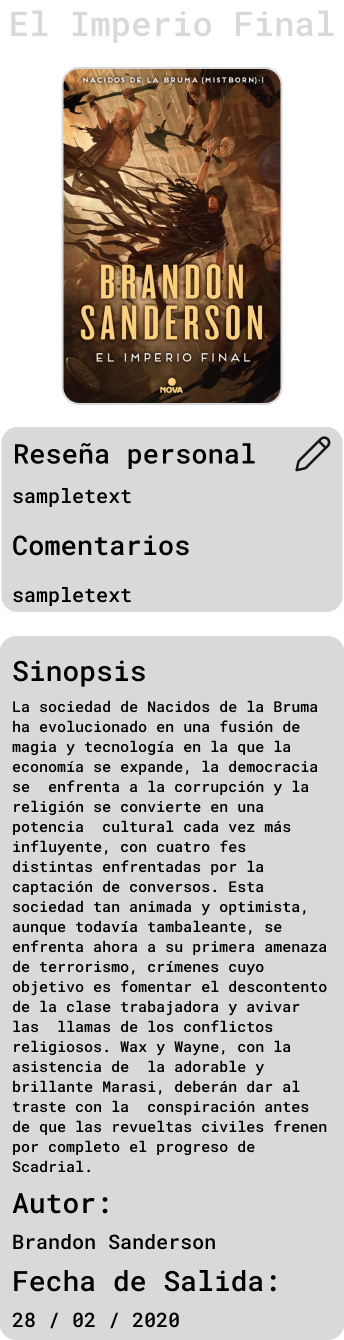 El Imperio Final
NACIDOS DE LA BRUMA (MISTBORN)·I
BRANDON
SANDERSON
EL IMPERIO FINAL
NOVA
Reseña personal
sampletext
Comentarios
sampletext
Sinopsis
La sociedad de Nacidos de la Bruma
ha evolucionado en una fusión de
magia y tecnología en la que la
economía se expande, la democracia
se  enfrenta a la corrupción y la
religión se convierte en una
potencia  cultural cada vez más
influyente, con cuatro fes
distintas enfrentadas por la
captación de conversos. Esta
sociedad tan animada y optimista,
aunque todavía tambaleante, se
enfrenta ahora a su primera amenaza
de terrorismo, crímenes cuyo
objetivo es fomentar el descontento
de la clase trabajadora y avivar
las  llamas de los conflictos
religiosos. Wax y Wayne, con la
asistencia de  la adorable y
brillante Marasi, deberán dar al
traste con la  conspiración antes
de que las revueltas civiles frenen
por completo el progreso de
Scadrial.
Autor:
Brandon Sanderson
Fecha de Salida:
28 / 02 / 2020